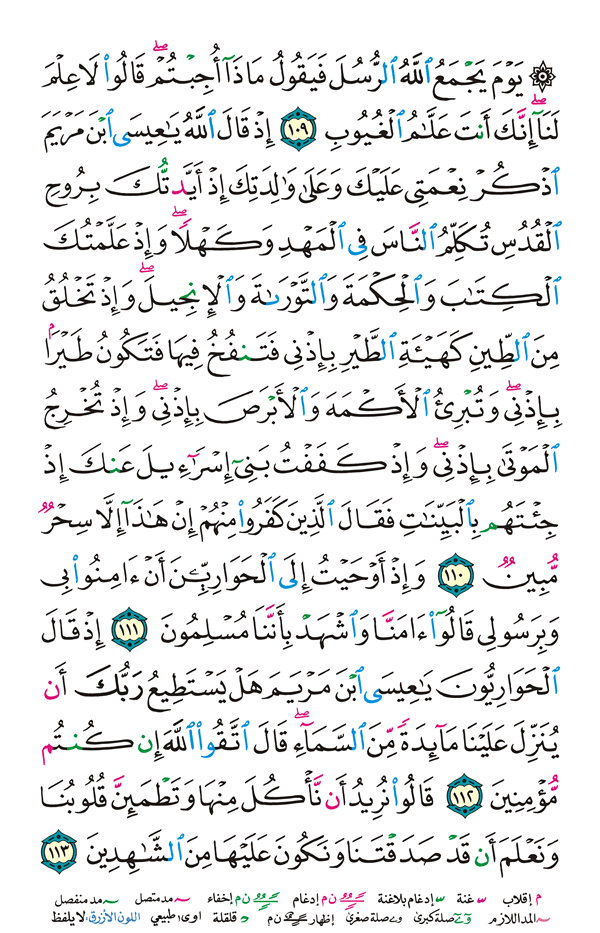 ۞ يَوْمَ يَجْمَعُ ٱللَّهُ ٱلرُّسُلَ فَيَقُولُ مَاذَآ أُجِبْتُمْ ۖ قَالُوا۟ لَا عِلْمَ
لَنَآ ۖ إِنَّكَ أَنتَ عَلَّـٰمُ ٱلْغُيُوبِ ١٠٩ إِذْ قَالَ ٱللَّهُ يَـٰعِيسَى ٱبْنَ مَرْيَمَ
ٱذْكُرْ نِعْمَتِى عَلَيْكَ وَعَلَىٰ وَٰلِدَتِكَ إِذْ أَيَّدتُّكَ بِرُوحِ
ٱلْقُدُسِ تُكَلِّمُ ٱلنَّاسَ فِى ٱلْمَهْدِ وَكَهْلًا ۖ وَإِذْ عَلَّمْتُكَ
ٱلْكِتَـٰبَ وَٱلْحِكْمَةَ وَٱلتَّوْرَىٰةَ وَٱلْإِنجِيلَ ۖ وَإِذْ تَخْلُقُ
مِنَ ٱلطِّينِ كَهَيْـَٔةِ ٱلطَّيْرِ بِإِذْنِى فَتَنفُخُ فِيهَا فَتَكُونُ طَيْرًۢا
بِإِذْنِى ۖ وَتُبْرِئُ ٱلْأَكْمَهَ وَٱلْأَبْرَصَ بِإِذْنِى ۖ وَإِذْ تُخْرِجُ
ٱلْمَوْتَىٰ بِإِذْنِى ۖ وَإِذْ كَفَفْتُ بَنِىٓ إِسْرَٰٓءِيلَ عَنكَ إِذْ
جِئْتَهُم بِٱلْبَيِّنَـٰتِ فَقَالَ ٱلَّذِينَ كَفَرُوا۟ مِنْهُمْ إِنْ هَـٰذَآ إِلَّا سِحْرٌ
مُّبِينٌ ١١٠ وَإِذْ أَوْحَيْتُ إِلَى ٱلْحَوَارِيِّـۧنَ أَنْ ءَامِنُوا۟ بِى
وَبِرَسُولِى قَالُوٓا۟ ءَامَنَّا وَٱشْهَدْ بِأَنَّنَا مُسْلِمُونَ ١١١ إِذْ قَالَ
ٱلْحَوَارِيُّونَ يَـٰعِيسَى ٱبْنَ مَرْيَمَ هَلْ يَسْتَطِيعُ رَبُّكَ أَن
يُنَزِّلَ عَلَيْنَا مَآئِدَةً مِّنَ ٱلسَّمَآءِ ۖ قَالَ ٱتَّقُوا۟ ٱللَّهَ إِن كُنتُم
مُّؤْمِنِينَ ١١٢ قَالُوا۟ نُرِيدُ أَن نَّأْكُلَ مِنْهَا وَتَطْمَئِنَّ قُلُوبُنَا
وَنَعْلَمَ أَن قَدْ صَدَقْتَنَا وَنَكُونَ عَلَيْهَا مِنَ ٱلشَّـٰهِدِينَ ١١٣
م إقلاب غنة إدغام بلاغنة ن م إدغام ن م إخفاء مد متصل مد منفصل
المد اللازم صلة كبرى صلة صغرى إظهار ن م قلقلة اوى طبيعي اللون الأزرق: لا يلفظ